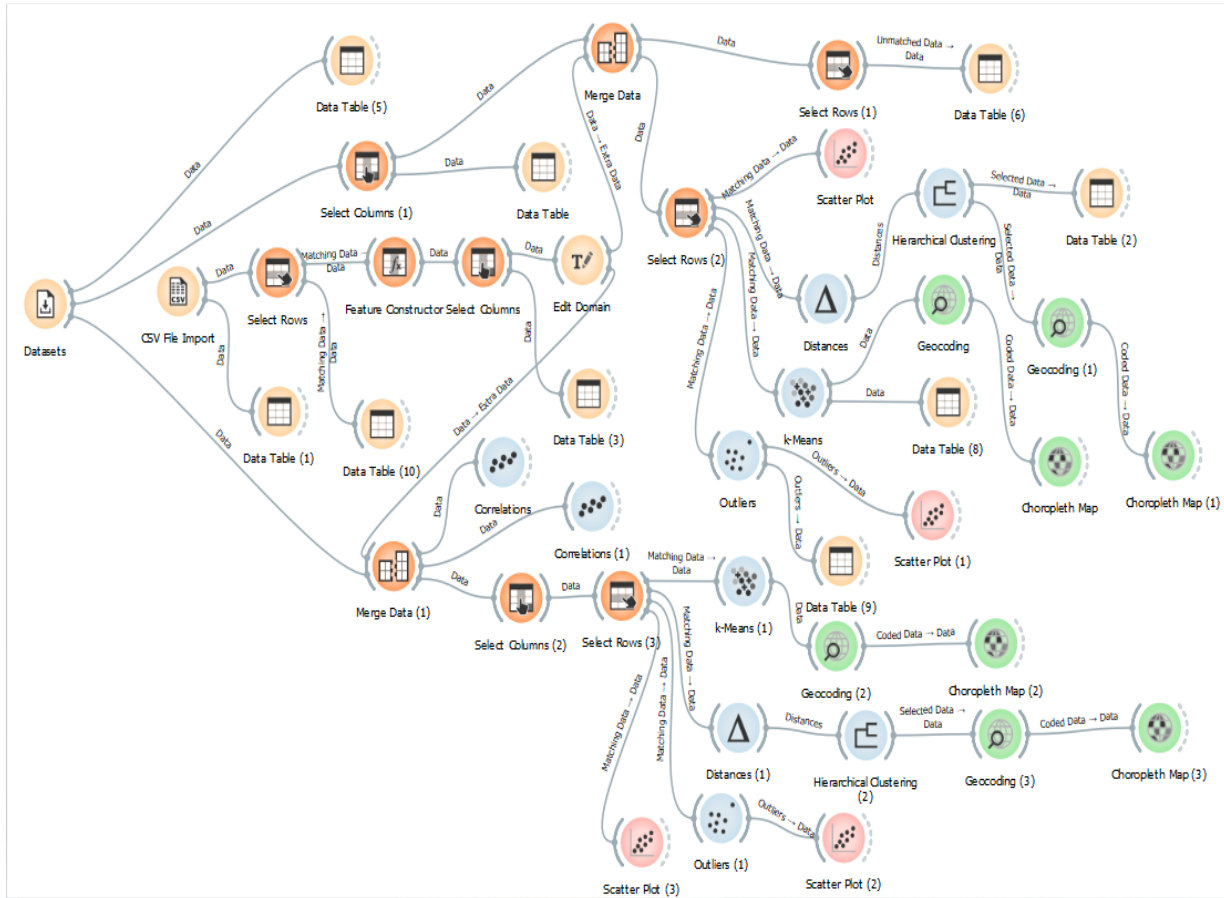 Data
Merge Data
Data
Select Rows (1)
Unmatched Data → Data
Data Table (6)
Data
Data Table (5)
Data
Select Columns (1)
Data
Data Table
Data
Data → Extra Data
Data
Select Rows (2)
Matching Data → Data
Scatter Plot
Matching Data → Data
Distances
Distances
Hierarchical Clustering
Selected Data → Data
Data Table (2)
Selected Data → Data
Geocoding (1)
Coded Data → Data
Choropleth Map (1)
Datasets
CSV
CSV File Import
Data
Select Rows
Matching Data → Data
fx
Feature Constructor
Data
Select Columns
Data
T
Edit Domain
Data
Data Table (1)
Matching Data → Data
Data Table (10)
Data
Data Table (3)
Matching Data → Data
k-Means
Data
Geocoding
Coded Data → Data
Choropleth Map
Data
Data Table (8)
Matching Data → Data
Outliers
Outliers → Data
Scatter Plot (1)
Outliers → Data
Data Table (9)
Data
Data → Extra Data
Merge Data (1)
Data
Correlations
Data
Correlations (1)
Data
Select Columns (2)
Data
Select Rows (3)
Matching Data → Data
k-Means (1)
Data
Geocoding (2)
Coded Data → Data
Choropleth Map (2)
Matching Data → Data
Distances (1)
Distances
Hierarchical Clustering (2)
Selected Data → Data
Geocoding (3)
Coded Data → Data
Choropleth Map (3)
Matching Data → Data
Outliers (1)
Outliers → Data
Scatter Plot (2)
Matching Data → Data
Scatter Plot (3)